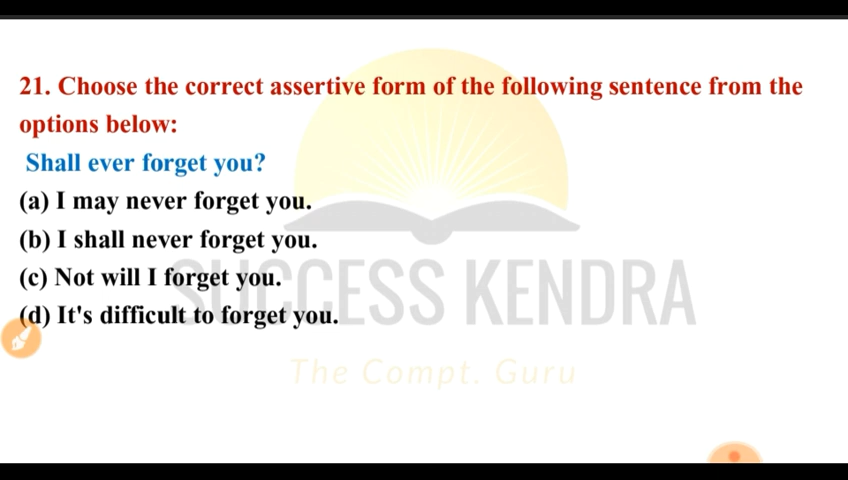 21. Choose the correct assertive form of the following sentence from the
options below:
Shall ever forget you?
(a) I may never forget you.
(b) I shall never forget you.
(c) Not will I forget you.
(d) It's difficult to forget you.
SUCCESS KENDRA
The Compt. Guru